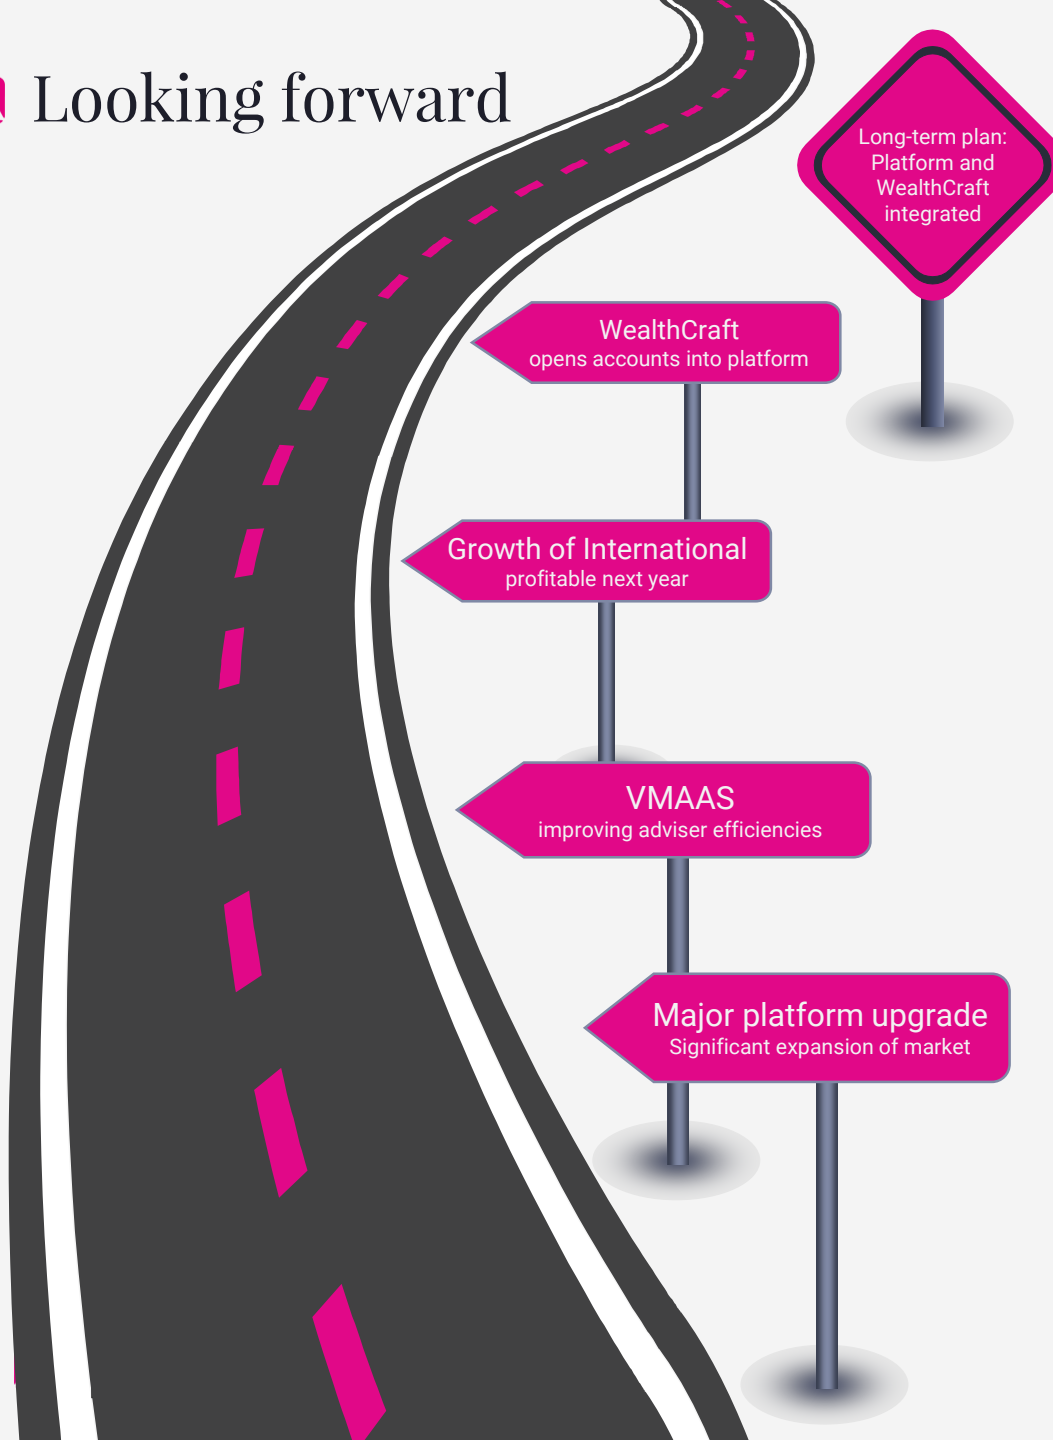 Looking forward
Long-term plan:
Platform and
WealthCraft
integrated
WealthCraft
opens accounts into platform
Growth of International
profitable next year
VMAAS
improving adviser efficiencies
Major platform upgrade
Significant expansion of market